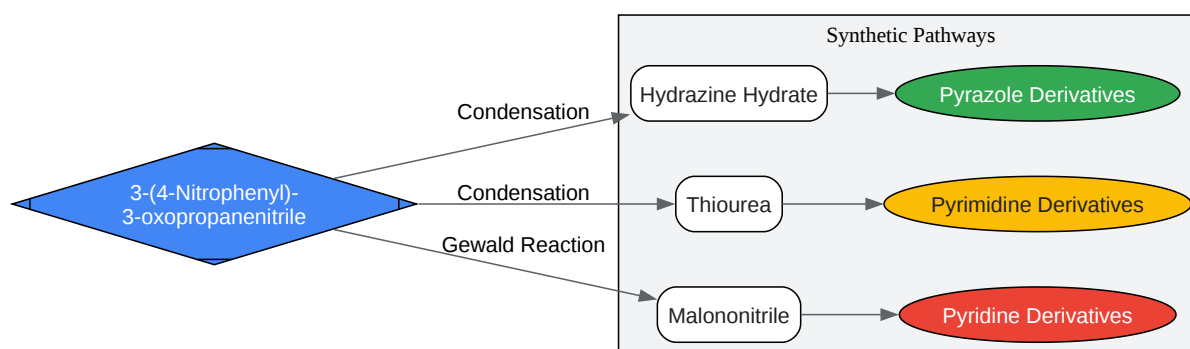 Synthetic Pathways
Hydrazine Hydrate
Pyrazole Derivatives
Condensation
3-(4-Nitrophenyl)-
3-oxopropanenitrile
Condensation
Thiourea
Pyrimidine Derivatives
Gewald Reaction
Malononitrile
Pyridine Derivatives